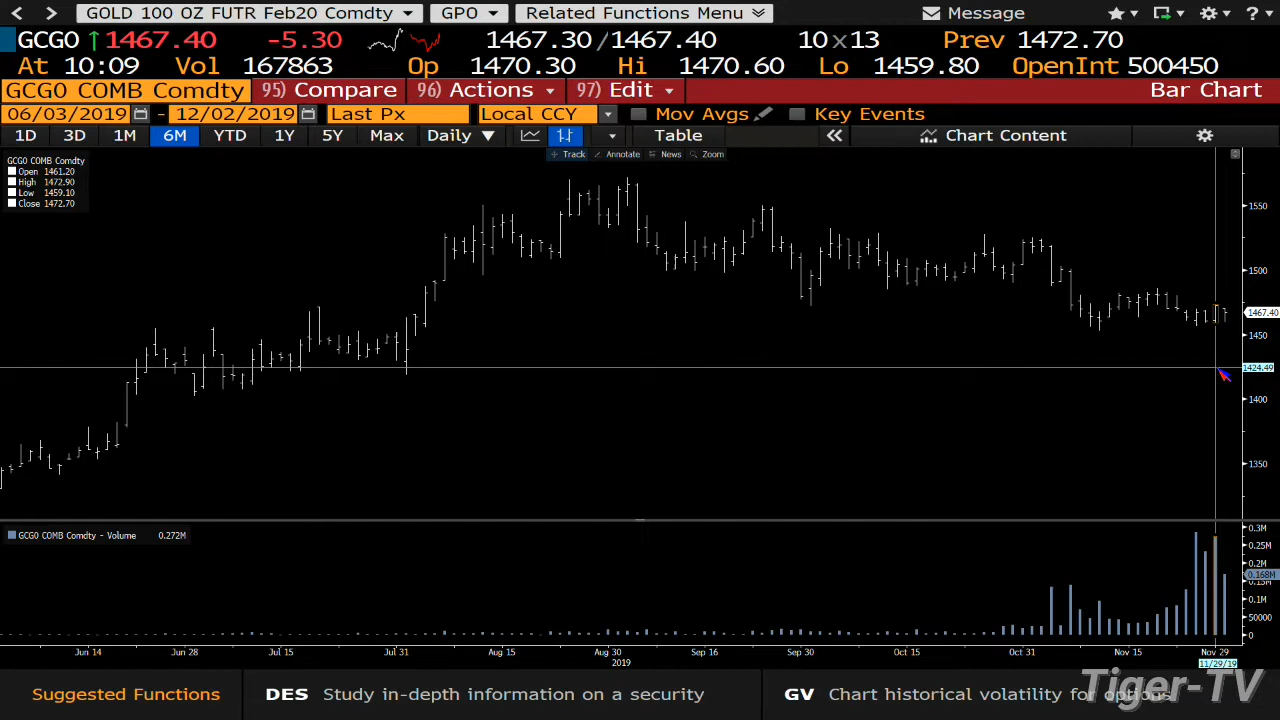 GOLD 100 OZ FUTR Feb20 Comdty GPO Related Functions Menu Message
GCG0 1467.40 -5.30 1467.30/1467.40 10x13 Prev 1472.70
At 10:09 Vol 167863 Op 1470.30 Hi 1470.60 Lo 1459.80 OpenInt 500450
GCG0 COMB Comdty 95) Compare 96) Actions 97) Edit Bar Chart
06/03/2019 - 12/02/2019 Last Px Local CCY Mov Avgs Key Events
1D 3D 1M 6M YTD 1Y 5Y Max Daily Table Chart Content
Track Annotate News Zoom
GCG0 COMB Comdty
Open 1461.20
High 1472.90
Low 1459.10
Close 1472.70
1550
1500
1467.40
1450
1424.49
1400
1350
GCG0 COMB Comdty - Volume 0.272M
0.3M
0.25M
0.2M
0.168M
0.15M
0.1M
50000
0
Jun 14 Jun 28 Jul 15 Jul 31 Aug 15 Aug 30 Sep 16 Sep 30 Oct 15 Oct 31 Nov 15 Nov 29
2019 11/29/19
Suggested Functions DES Study in-depth information on a security GV Chart historical volatility for options
Tiger-TV